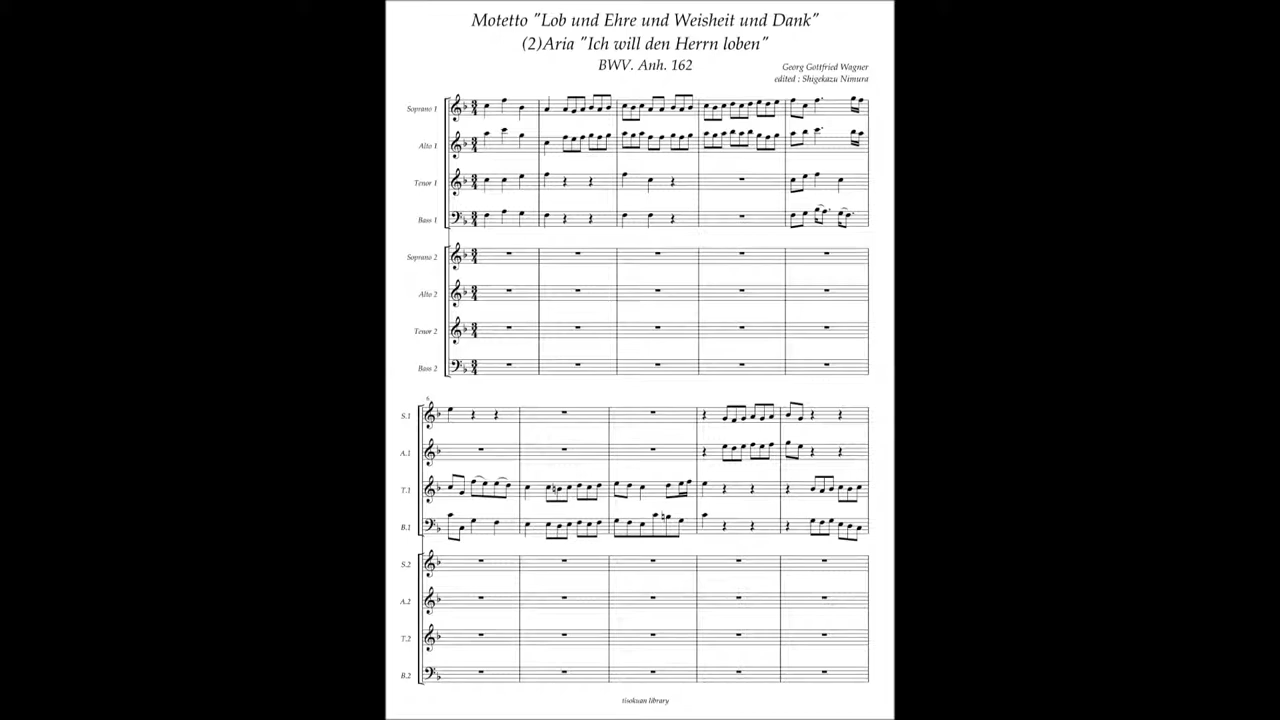 Motetto "Lob und Ehre und Weisheit und Dank"
(2)Aria "Ich will den Herrn loben"
BWV. Anh. 162
Georg Gottfried Wagner
edited : Shigekazu Nimura
Soprano 1
Alto 1
Tenor 1
Bass 1
Soprano 2
Alto 2
Tenor 2
Bass 2
6
S.1
A.1
T.1
B.1
S.2
A.2
T.2
B.2
tisokuan library